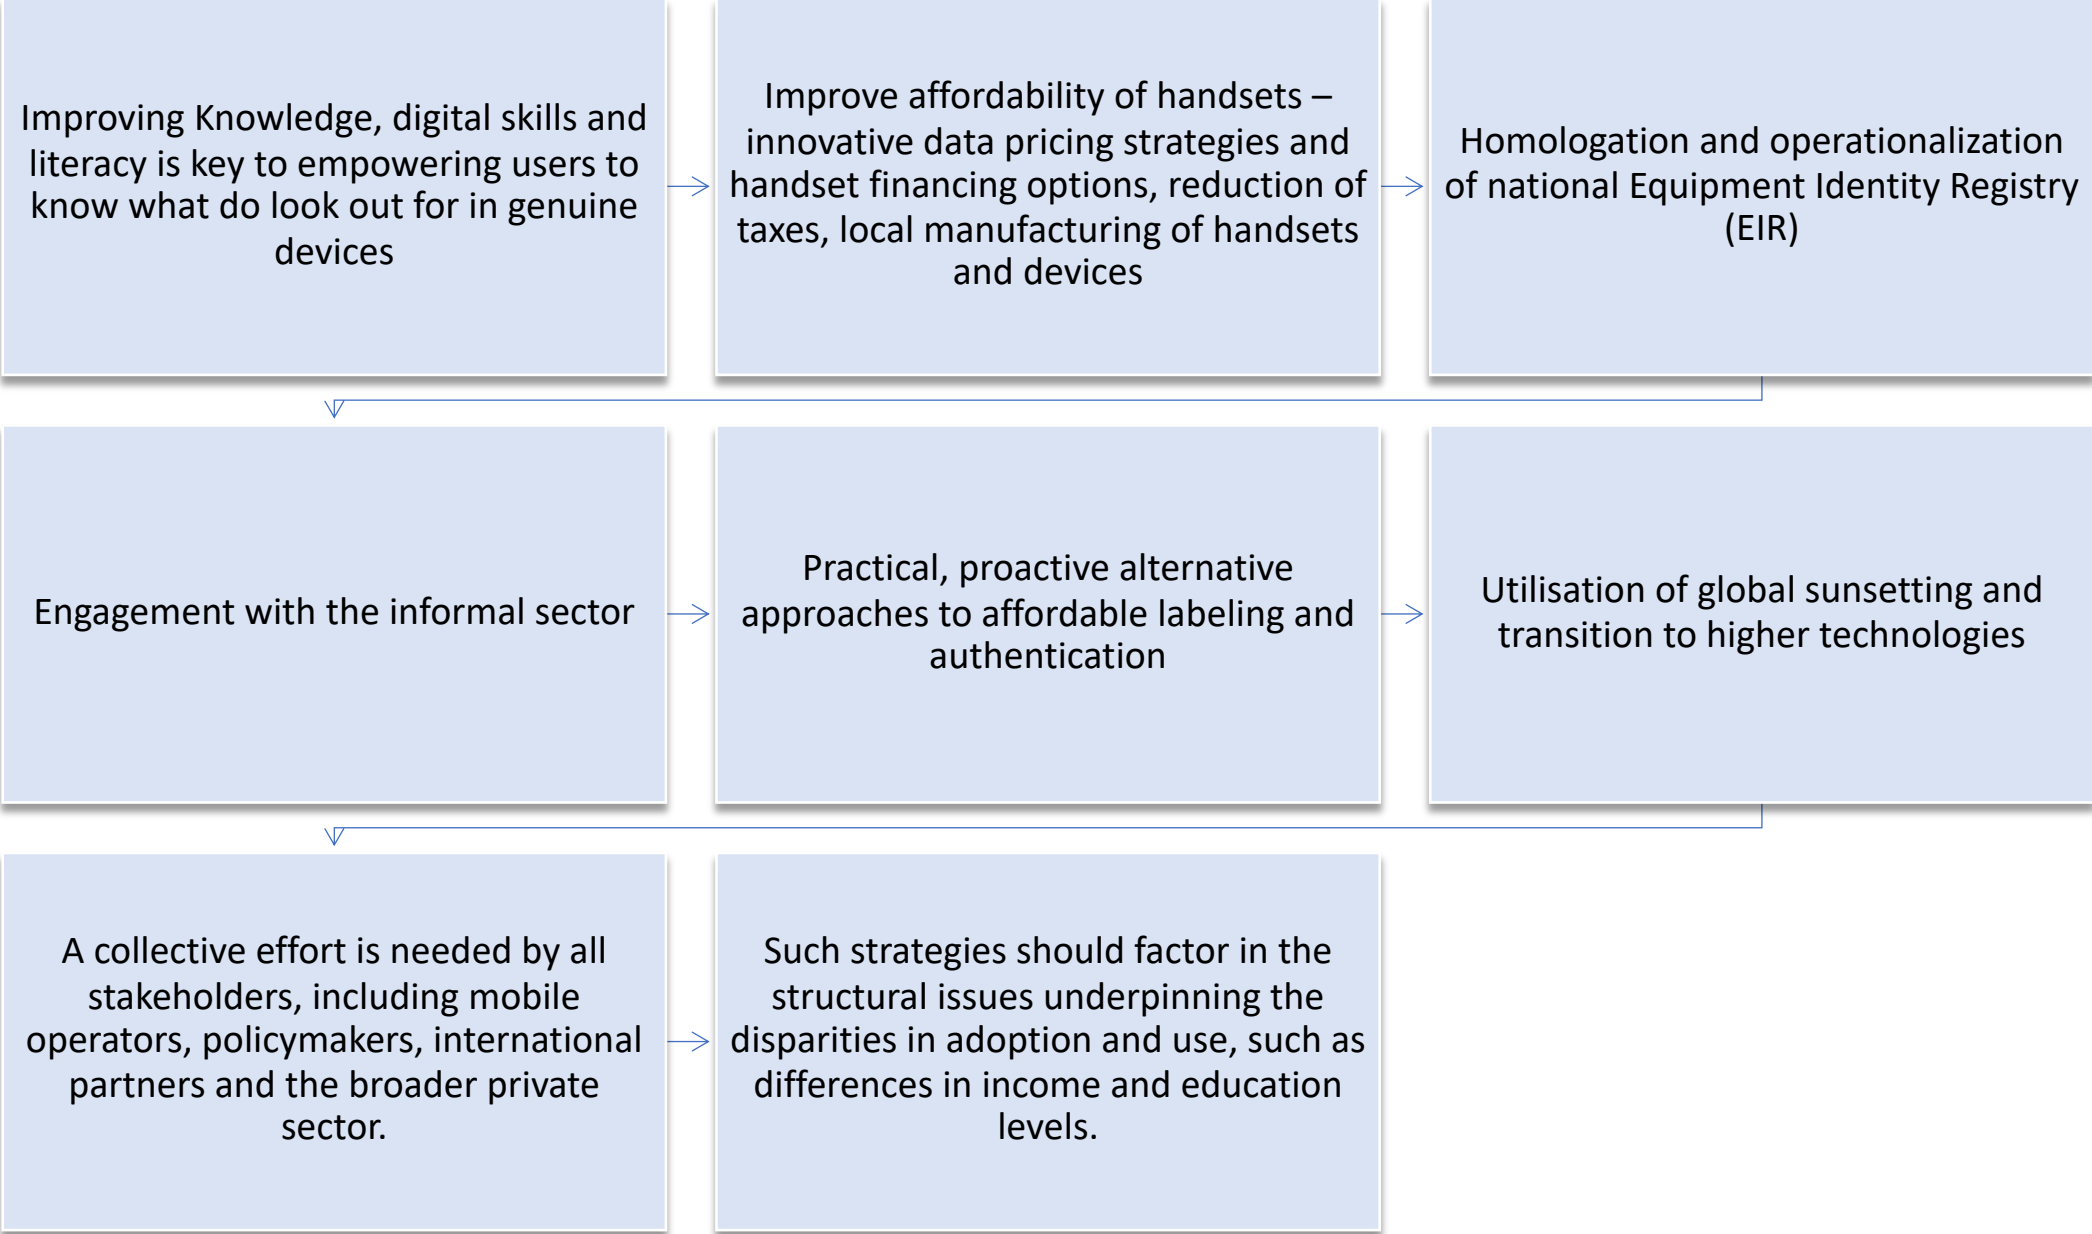 Improving Knowledge, digital skills and
literacy is key to empowering users to
know what do look out for in genuine
devices
Improve affordability of handsets –
innovative data pricing strategies and
handset financing options, reduction of
taxes, local manufacturing of handsets
and devices
Homologation and operationalization
of national Equipment Identity Registry
(EIR)
Engagement with the informal sector
Practical, proactive alternative
approaches to affordable labeling and
authentication
Utilisation of global sunsetting and
transition to higher technologies
A collective effort is needed by all
stakeholders, including mobile
operators, policymakers, international
partners and the broader private
sector.
Such strategies should factor in the
structural issues underpinning the
disparities in adoption and use, such as
differences in income and education
levels.